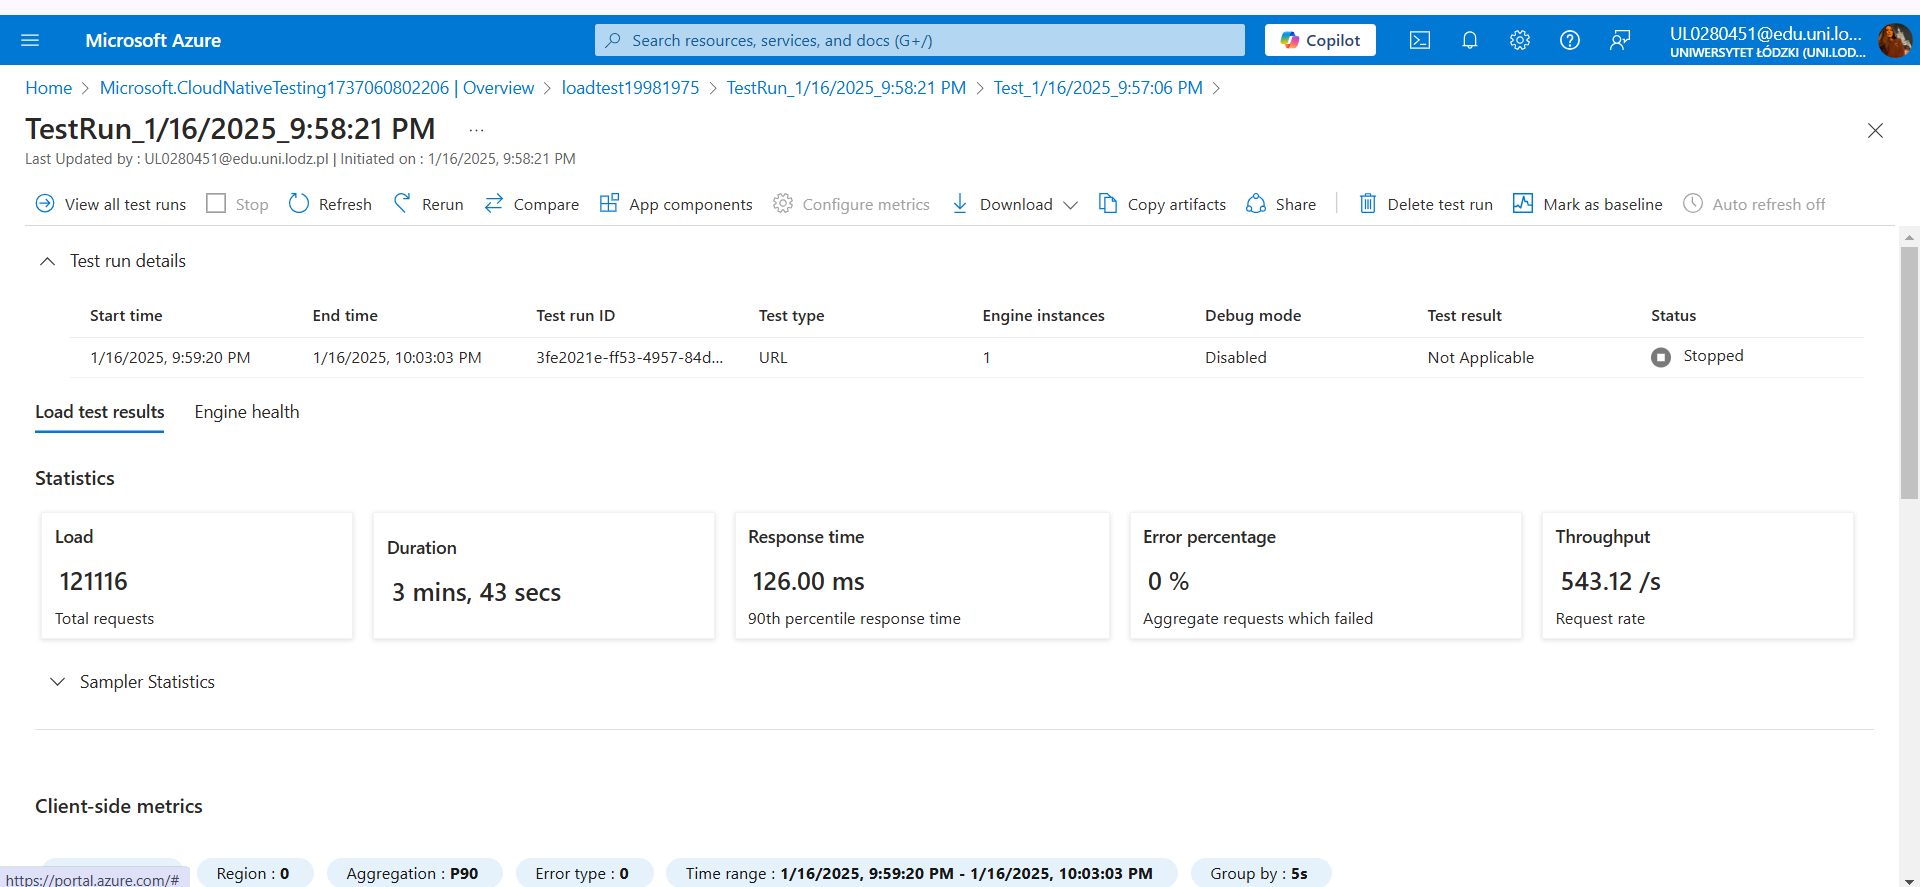 Microsoft Azure
Search resources, services, and docs (G+/)
Copilot
UL0280451@edu.uni.lo...
UNIWERSYTET ŁÓDZKI (UNI.LOD...
Home > Microsoft.CloudNativeTesting1737060802206 | Overview > loadtest19981975 > TestRun_1/16/2025_9:58:21 PM > Test_1/16/2025_9:57:06 PM >
TestRun_1/16/2025_9:58:21 PM ...
Last Updated by : UL0280451@edu.uni.lodz.pl | Initiated on : 1/16/2025, 9:58:21 PM
View all test runs Stop Refresh Rerun Compare App components Configure metrics Download Copy artifacts Share Delete test run Mark as baseline Auto refresh off
Test run details
Start time End time Test run ID Test type Engine instances Debug mode Test result Status
1/16/2025, 9:59:20 PM 1/16/2025, 10:03:03 PM 3fe2021e-ff53-4957-84d... URL 1 Disabled Not Applicable Stopped
Load test results Engine health
Statistics
Load
121116
Total requests
Duration
3 mins, 43 secs
Response time
126.00 ms
90th percentile response time
Error percentage
0 %
Aggregate requests which failed
Throughput
543.12 /s
Request rate
Sampler Statistics
Client-side metrics
Region : 0 Aggregation : P90 Error type : 0 Time range : 1/16/2025, 9:59:20 PM - 1/16/2025, 10:03:03 PM Group by : 5s
https://portal.azure.com/#